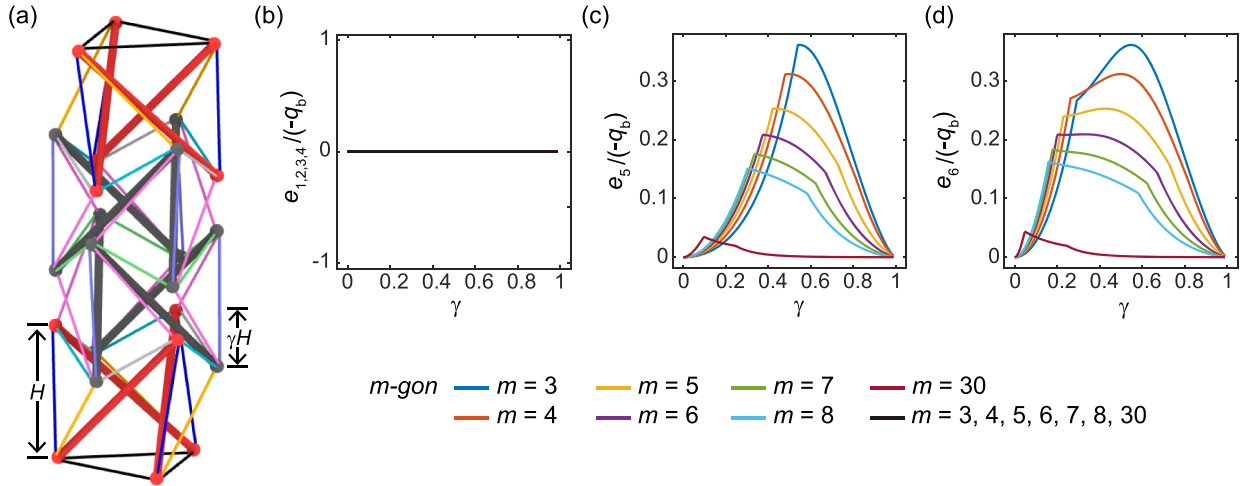 (a)
H
γH
(b)
e1,2,3,4/(-qb)
1
0
-1
0 0.2 0.4 0.6 0.8 1
γ
(c)
e5/(-qb)
0.3
0.2
0.1
0
0 0.2 0.4 0.6 0.8 1
γ
(d)
e6/(-qb)
0.3
0.2
0.1
0
0 0.2 0.4 0.6 0.8 1
γ
m-gon m = 3 m = 5 m = 7 m = 30
m = 4 m = 6 m = 8 m = 3, 4, 5, 6, 7, 8, 30